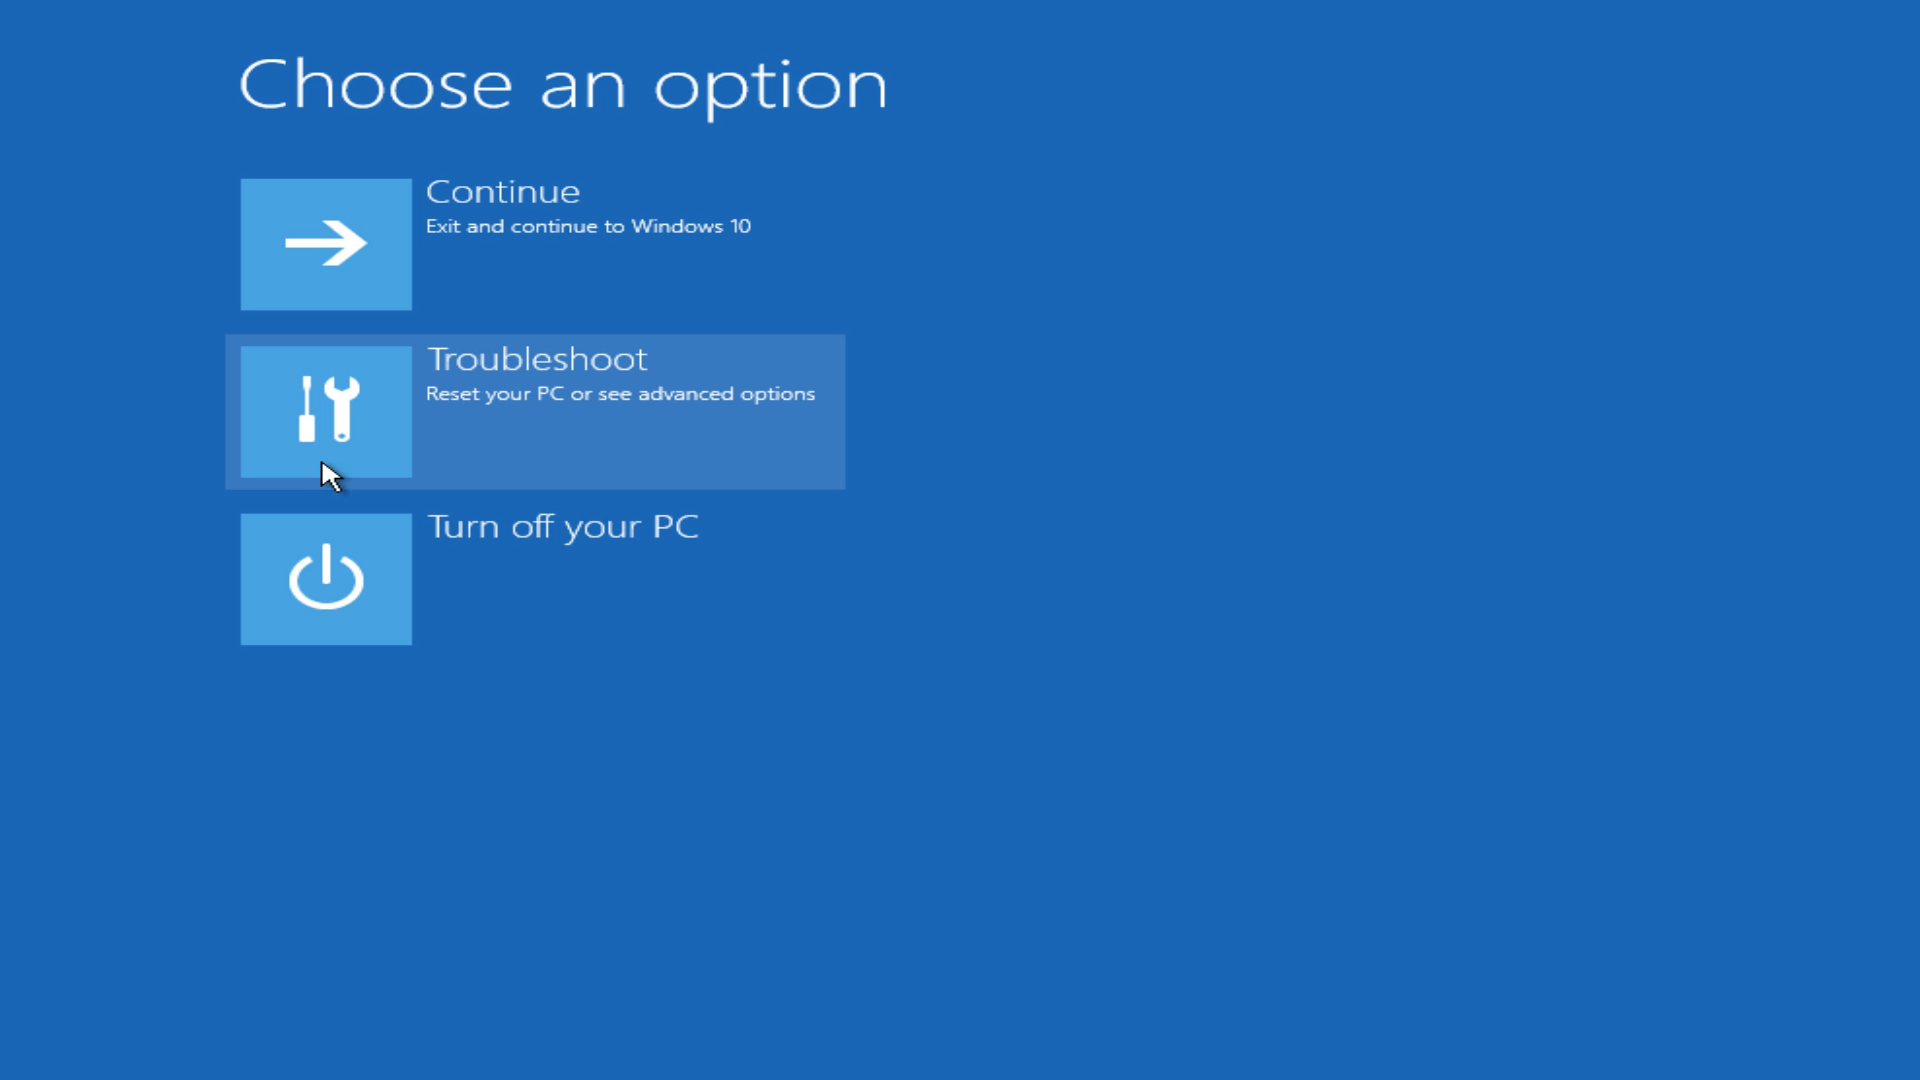 Choose an option
Continue
Exit and continue to Windows 10
Troubleshoot
Reset your PC or see advanced options
Turn off your PC